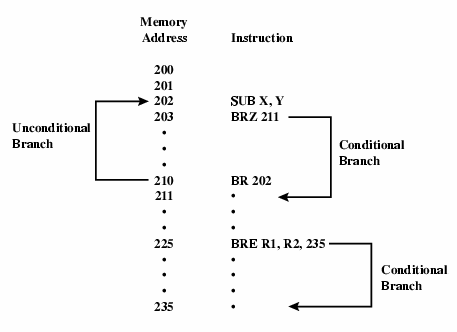 Memory
Address Instruction
200
201
202 SUB X, Y
203 BRZ 211
Unconditional
Branch
Conditional
Branch
210 BR 202
211
225 BRE R1, R2, 235
Conditional
Branch
235